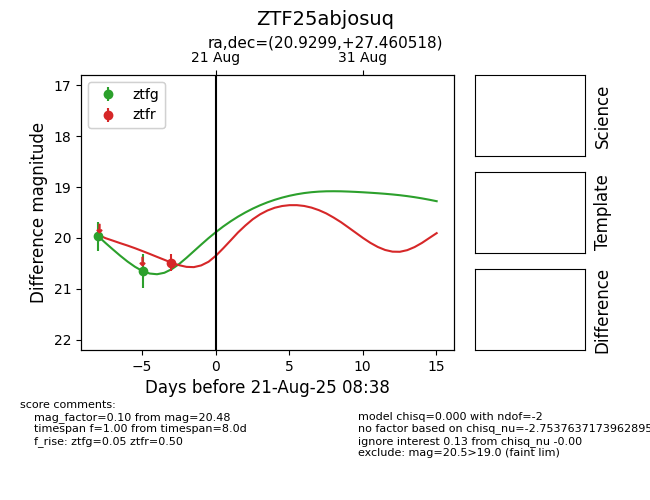 ZTF25abjosuq
ra,dec=(20.9299,+27.460518)
21 Aug
31 Aug
17
18
19
20
21
22
Difference magnitude
ztfg
ztfr
−5
0
5
10
15
Days before 21-Aug-25 08:38
Science
Template
Difference
score comments:
mag_factor=0.10 from mag=20.48
timespan f=1.00 from timespan=8.0d
f_rise: ztfg=0.05 ztfr=0.50
model chisq=0.000 with ndof=-2
no factor based on chisq_nu=-2.7537637173962895
ignore interest 0.13 from chisq_nu -0.00
exclude: mag=20.5>19.0 (faint lim)